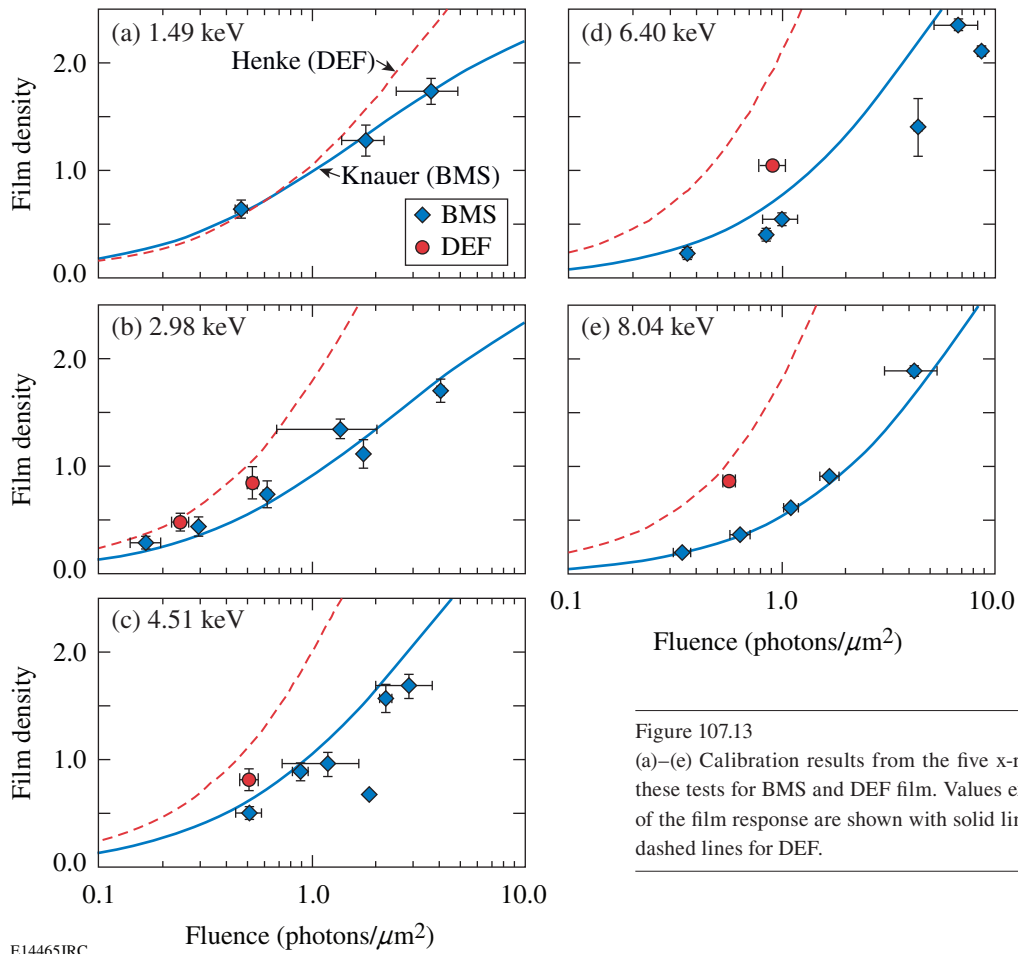 (a) 1.49 keV
Henke (DEF)
Knauer (BMS)
BMS
DEF
Film density
2.0
1.0
0.0
(b) 2.98 keV
Film density
2.0
1.0
0.0
(c) 4.51 keV
Film density
2.0
1.0
0.0
0.1
1.0
10.0
Fluence (photons/μm²)
(d) 6.40 keV
(e) 8.04 keV
0.1
1.0
10.0
Fluence (photons/μm²)
Figure 107.13
(a)–(e) Calibration results from the five x-r
these tests for BMS and DEF film. Values e
of the film response are shown with solid lin
dashed lines for DEF.
E14465JRC